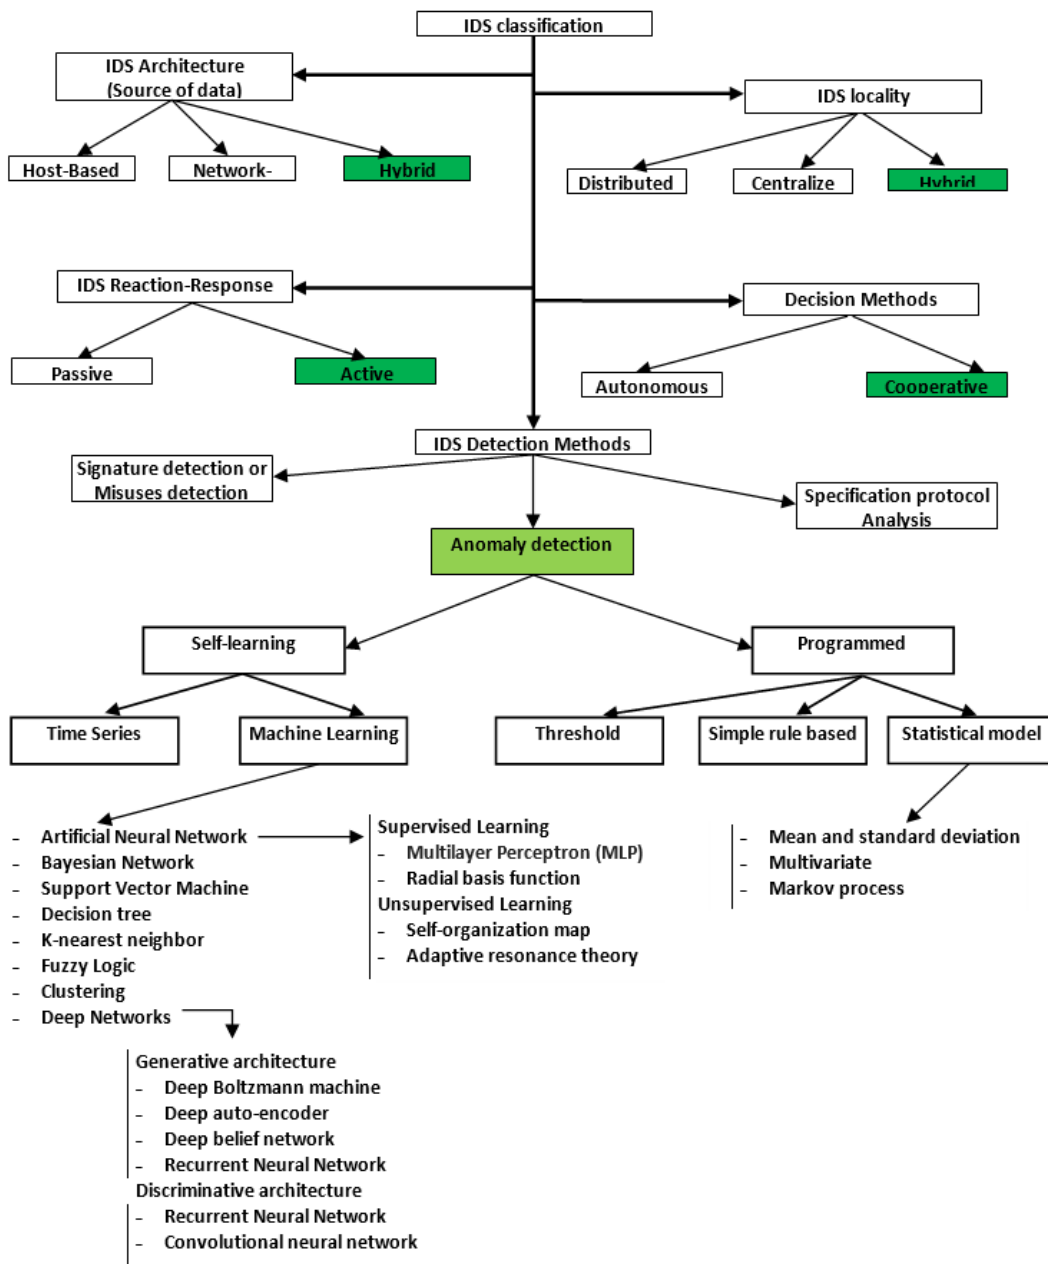 IDS classification
IDS Architecture
(Source of data)
IDS locality
Host-Based
Network-
Hybrid
Distributed
Centralize
Hybrid
IDS Reaction-Response
Decision Methods
Passive
Active
Autonomous
Cooperative
IDS Detection Methods
Signature detection or
Misuses detection
Specification protocol
Analysis
Anomaly detection
Self-learning
Programmed
Time Series
Machine Learning
Threshold
Simple rule based
Statistical model
- Artificial Neural Network
- Bayesian Network
- Support Vector Machine
- Decision tree
- K-nearest neighbor
- Fuzzy Logic
- Clustering
- Deep Networks
Supervised Learning
- Multilayer Perceptron (MLP)
- Radial basis function
Unsupervised Learning
- Self-organization map
- Adaptive resonance theory
- Mean and standard deviation
- Multivariate
- Markov process
Generative architecture
- Deep Boltzmann machine
- Deep auto-encoder
- Deep belief network
- Recurrent Neural Network
Discriminative architecture
- Recurrent Neural Network
- Convolutional neural network